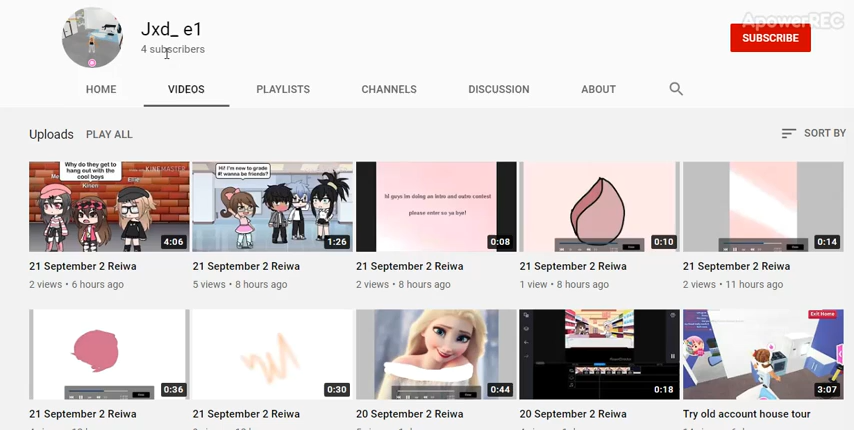 ApowerREC
Jxd_ e1
4 subscribers
SUBSCRIBE
HOME VIDEOS PLAYLISTS CHANNELS DISCUSSION ABOUT
Uploads PLAY ALL SORT BY
Why do they get
to hang out with the
cool boys
KINEMASTER
Kitten
Ellie
4:06
Hi! I'm new to grade
wanna be friends?
1:26
hi guys im doing an intro and outro contest
please enter so ya bye!
0:08
0:10
0:14
21 September 2 Reiwa
2 views • 6 hours ago
21 September 2 Reiwa
5 views • 8 hours ago
21 September 2 Reiwa
2 views • 8 hours ago
21 September 2 Reiwa
1 view • 8 hours ago
21 September 2 Reiwa
2 views • 11 hours ago
0:36
0:30
0:44
0:18
Exit Home
3:07
21 September 2 Reiwa
21 September 2 Reiwa
20 September 2 Reiwa
20 September 2 Reiwa
Try old account house tour